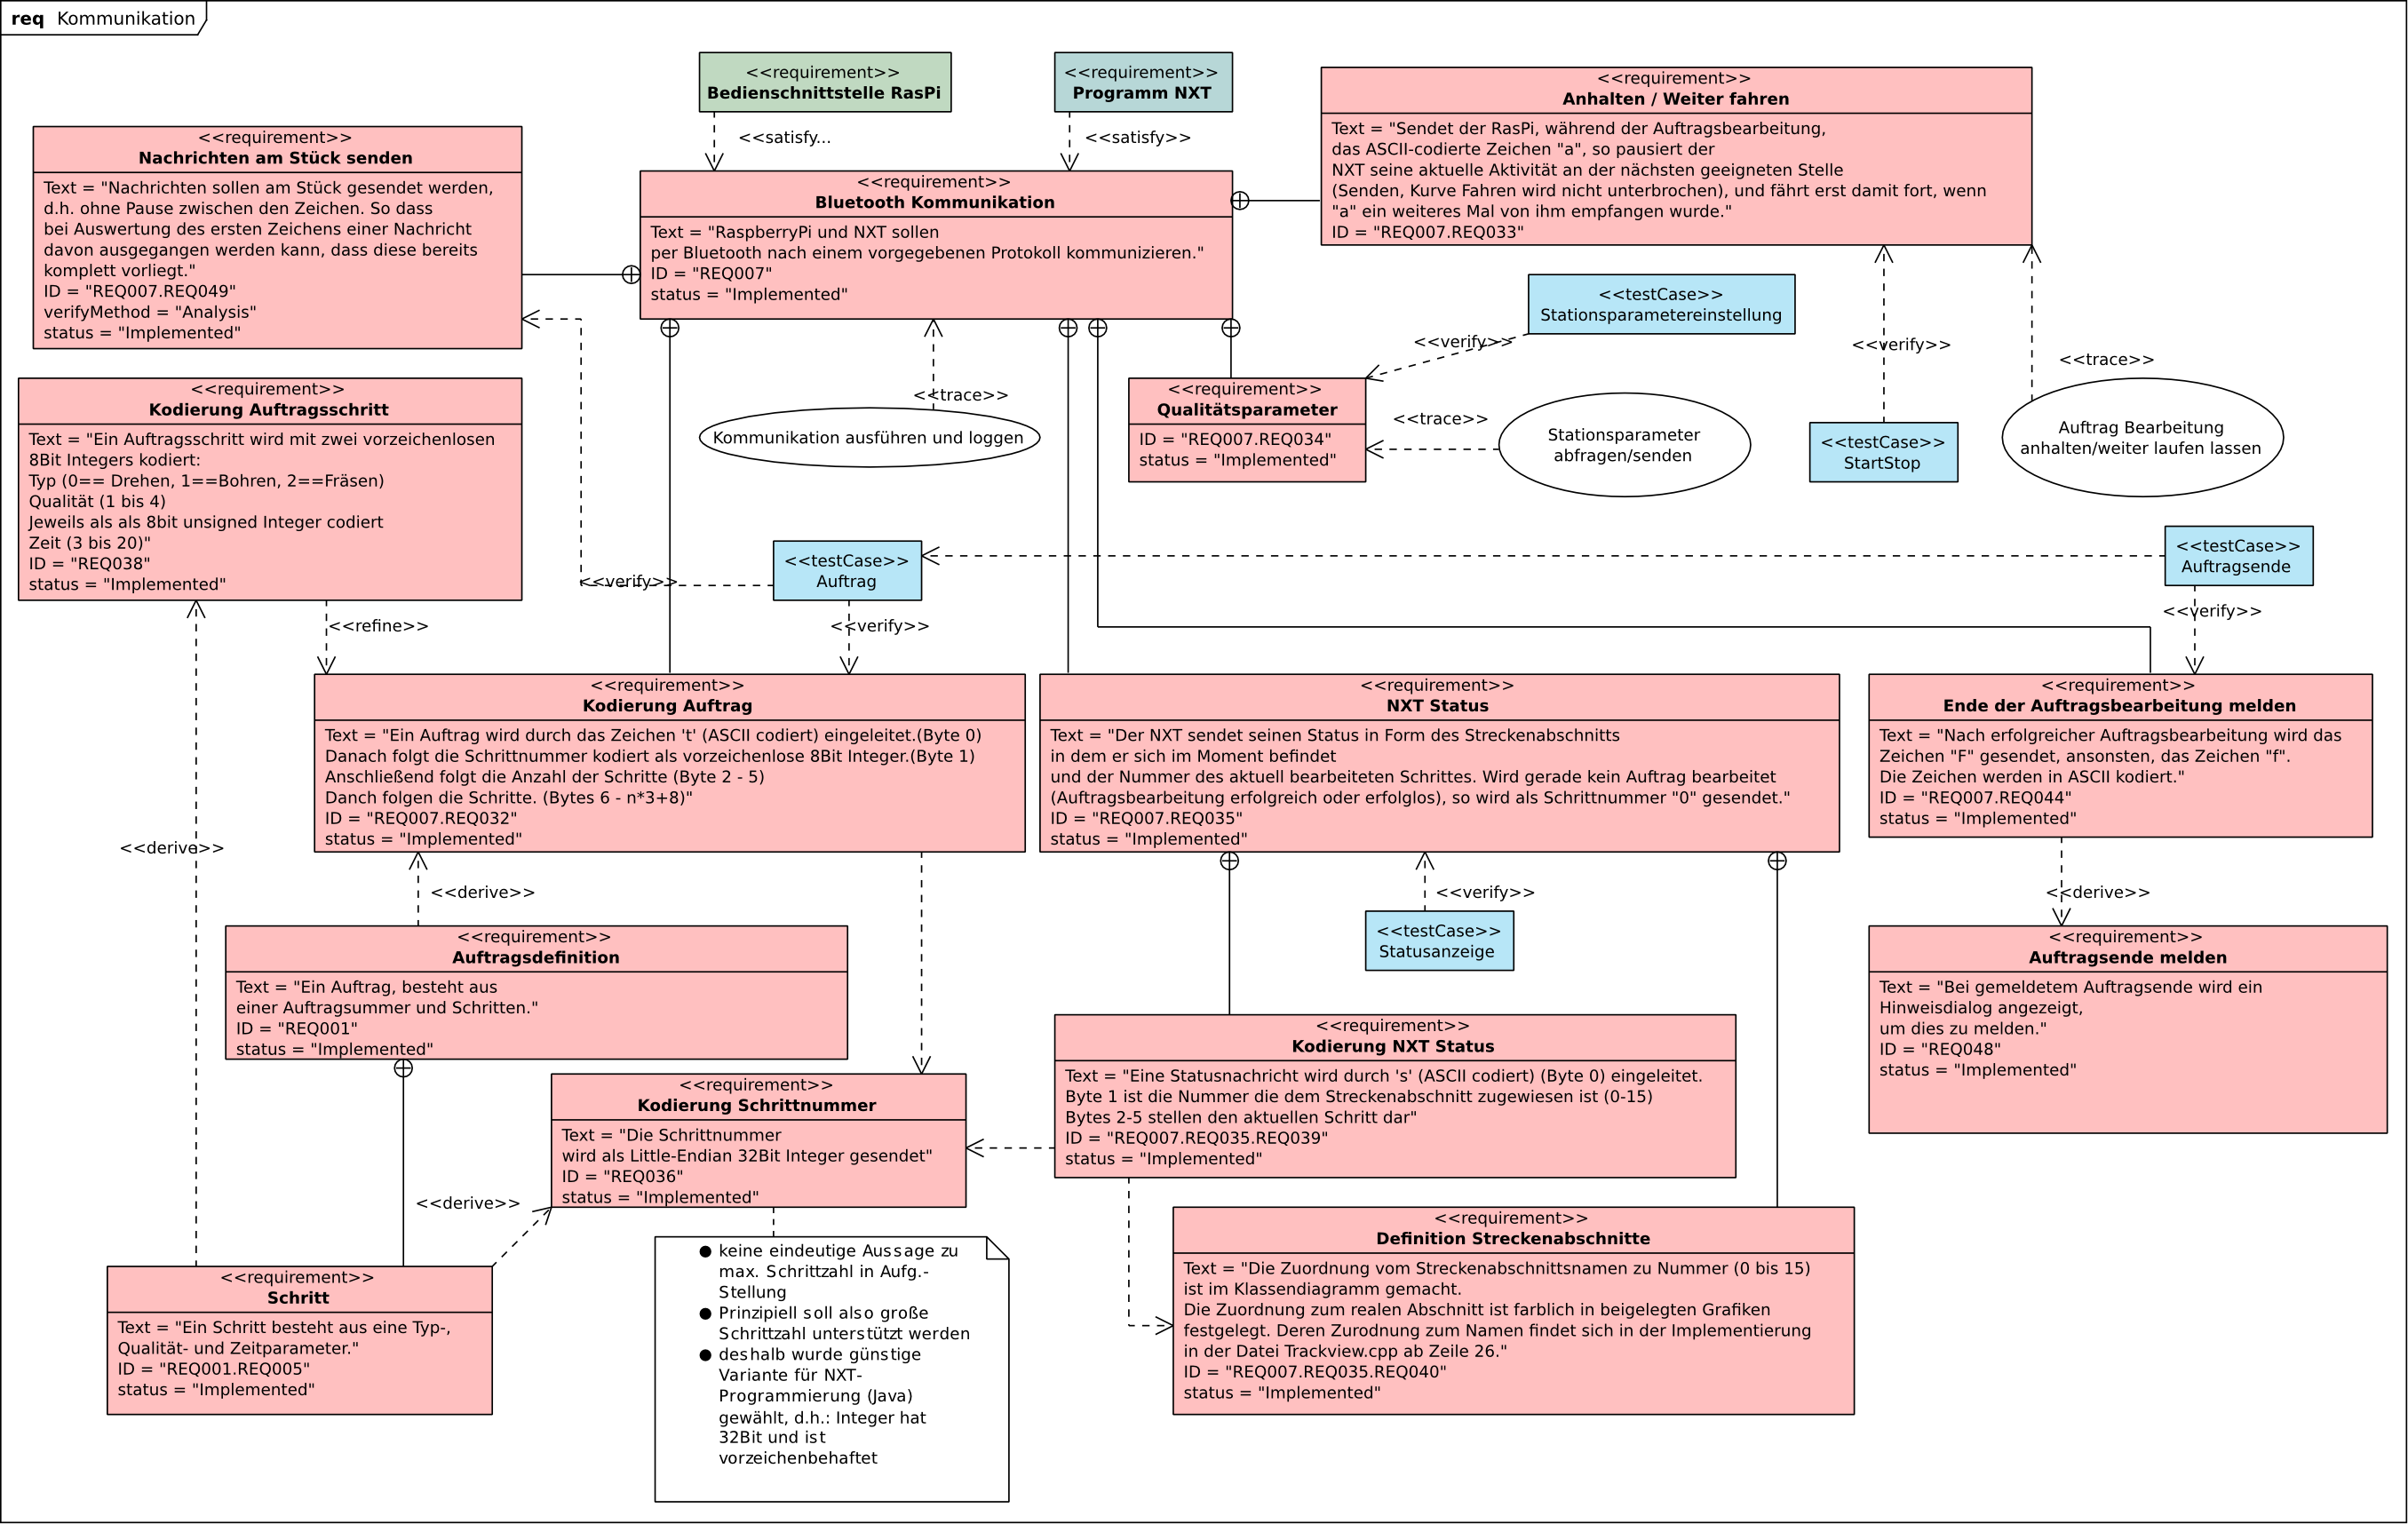 req Kommunikation
<<requirement>>
Bedienschnittstelle RasPi
<<requirement>>
Programm NXT
<<satisfy...
<<satisfy>>
<<requirement>>
Anhalten / Weiter fahren
Text = "Sendet der RasPi, während der Auftragsbearbeitung,
das ASCII-codierte Zeichen "a", so pausiert der
NXT seine aktuelle Aktivität an der nächsten geeigneten Stelle
(Senden, Kurve Fahren wird nicht unterbrochen), und fährt erst damit fort, wenn
"a" ein weiteres Mal von ihm empfangen wurde."
ID = "REQ007.REQ033"
<<requirement>>
Nachrichten am Stück senden
Text = "Nachrichten sollen am Stück gesendet werden,
d.h. ohne Pause zwischen den Zeichen. So dass
bei Auswertung des ersten Zeichens einer Nachricht
davon ausgegangen werden kann, dass diese bereits
komplett vorliegt."
ID = "REQ007.REQ049"
verifyMethod = "Analysis"
status = "Implemented"
<<requirement>>
Bluetooth Kommunikation
Text = "RaspberryPi und NXT sollen
per Bluetooth nach einem vorgegebenen Protokoll kommunizieren."
ID = "REQ007"
status = "Implemented"
<<testCase>>
Stationsparametereinstellung
<<verify>>
<<verify>>
<<trace>>
<<requirement>>
Kodierung Auftragsschritt
Text = "Ein Auftragsschritt wird mit zwei vorzeichenlosen
8Bit Integers kodiert:
Typ (0== Drehen, 1==Bohren, 2==Fräsen)
Qualität (1 bis 4)
Jeweils als als 8bit unsigned Integer codiert
Zeit (3 bis 20)"
ID = "REQ038"
status = "Implemented"
<<trace>>
Kommunikation ausführen und loggen
<<requirement>>
Qualitätsparameter
ID = "REQ007.REQ034"
status = "Implemented"
<<trace>>
Stationsparameter
abfragen/senden
<<testCase>>
StartStop
Auftrag Bearbeitung
anhalten/weiter laufen lassen
<<testCase>>
Auftrag
<<testCase>>
Auftragsende
<<verify>>
<<refine>>
<<verify>>
<<verify>>
<<requirement>>
Kodierung Auftrag
Text = "Ein Auftrag wird durch das Zeichen 't' (ASCII codiert) eingeleitet.(Byte 0)
Danach folgt die Schrittnummer kodiert als vorzeichenlose 8Bit Integer.(Byte 1)
Anschließend folgt die Anzahl der Schritte (Byte 2 - 5)
Danch folgen die Schritte. (Bytes 6 - n*3+8)"
ID = "REQ007.REQ032"
status = "Implemented"
<<requirement>>
NXT Status
Text = "Der NXT sendet seinen Status in Form des Streckenabschnitts
in dem er sich im Moment befindet
und der Nummer des aktuell bearbeiteten Schrittes. Wird gerade kein Auftrag bearbeitet
(Auftragsbearbeitung erfolgreich oder erfolglos), so wird als Schrittnummer "0" gesendet."
ID = "REQ007.REQ035"
status = "Implemented"
<<requirement>>
Ende der Auftragsbearbeitung melden
Text = "Nach erfolgreicher Auftragsbearbeitung wird das
Zeichen "F" gesendet, ansonsten, das Zeichen "f".
Die Zeichen werden in ASCII kodiert."
ID = "REQ007.REQ044"
status = "Implemented"
<<derive>>
<<derive>>
<<verify>>
<<derive>>
<<testCase>>
Statusanzeige
<<requirement>>
Auftragsdefinition
Text = "Ein Auftrag, besteht aus
einer Auftragsummer und Schritten."
ID = "REQ001"
status = "Implemented"
<<requirement>>
Auftragsende melden
Text = "Bei gemeldetem Auftragsende wird ein
Hinweisdialog angezeigt,
um dies zu melden."
ID = "REQ048"
status = "Implemented"
<<requirement>>
Kodierung NXT Status
Text = "Eine Statusnachricht wird durch 's' (ASCII codiert) (Byte 0) eingeleitet.
Byte 1 ist die Nummer die dem Streckenabschnitt zugewiesen ist (0-15)
Bytes 2-5 stellen den aktuellen Schritt dar"
ID = "REQ007.REQ035.REQ039"
status = "Implemented"
<<requirement>>
Kodierung Schrittnummer
Text = "Die Schrittnummer
wird als Little-Endian 32Bit Integer gesendet"
ID = "REQ036"
status = "Implemented"
<<derive>>
<<requirement>>
Schritt
Text = "Ein Schritt besteht aus eine Typ-,
Qualität- und Zeitparameter."
ID = "REQ001.REQ005"
status = "Implemented"
● keine eindeutige Aussage zu
max. Schrittzahl in Aufg.-
Stellung
● Prinzipiell soll also große
Schrittzahl unterstützt werden
● deshalb wurde günstige
Variante für NXT-
Programmierung (Java)
gewählt, d.h.: Integer hat
32Bit und ist
vorzeichenbehaftet
<<requirement>>
Definition Streckenabschnitte
Text = "Die Zuordnung vom Streckenabschnittsnamen zu Nummer (0 bis 15)
ist im Klassendiagramm gemacht.
Die Zuordnung zum realen Abschnitt ist farblich in beigelegten Grafiken
festgelegt. Deren Zurodnung zum Namen findet sich in der Implementierung
in der Datei Trackview.cpp ab Zeile 26."
ID = "REQ007.REQ035.REQ040"
status = "Implemented"